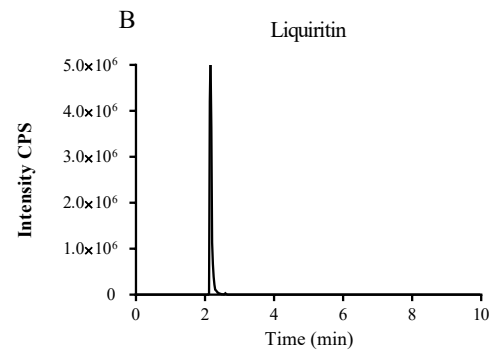 B
Liquiritin
Intensity CPS
5.0×10⁶
4.0×10⁶
3.0×10⁶
2.0×10⁶
1.0×10⁶
0
0 2 4 6 8 10
Time (min)